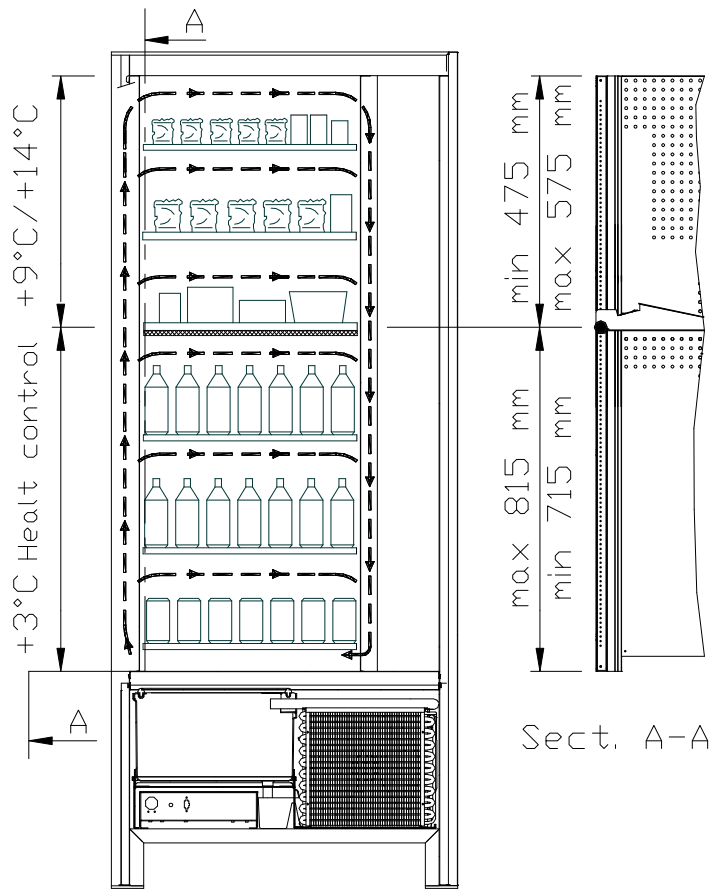 A
+9°C/+14°C
min 475 mm
max 575 mm
+3°C Healt control
max 815 mm
min 715 mm
A
Sect. A-A